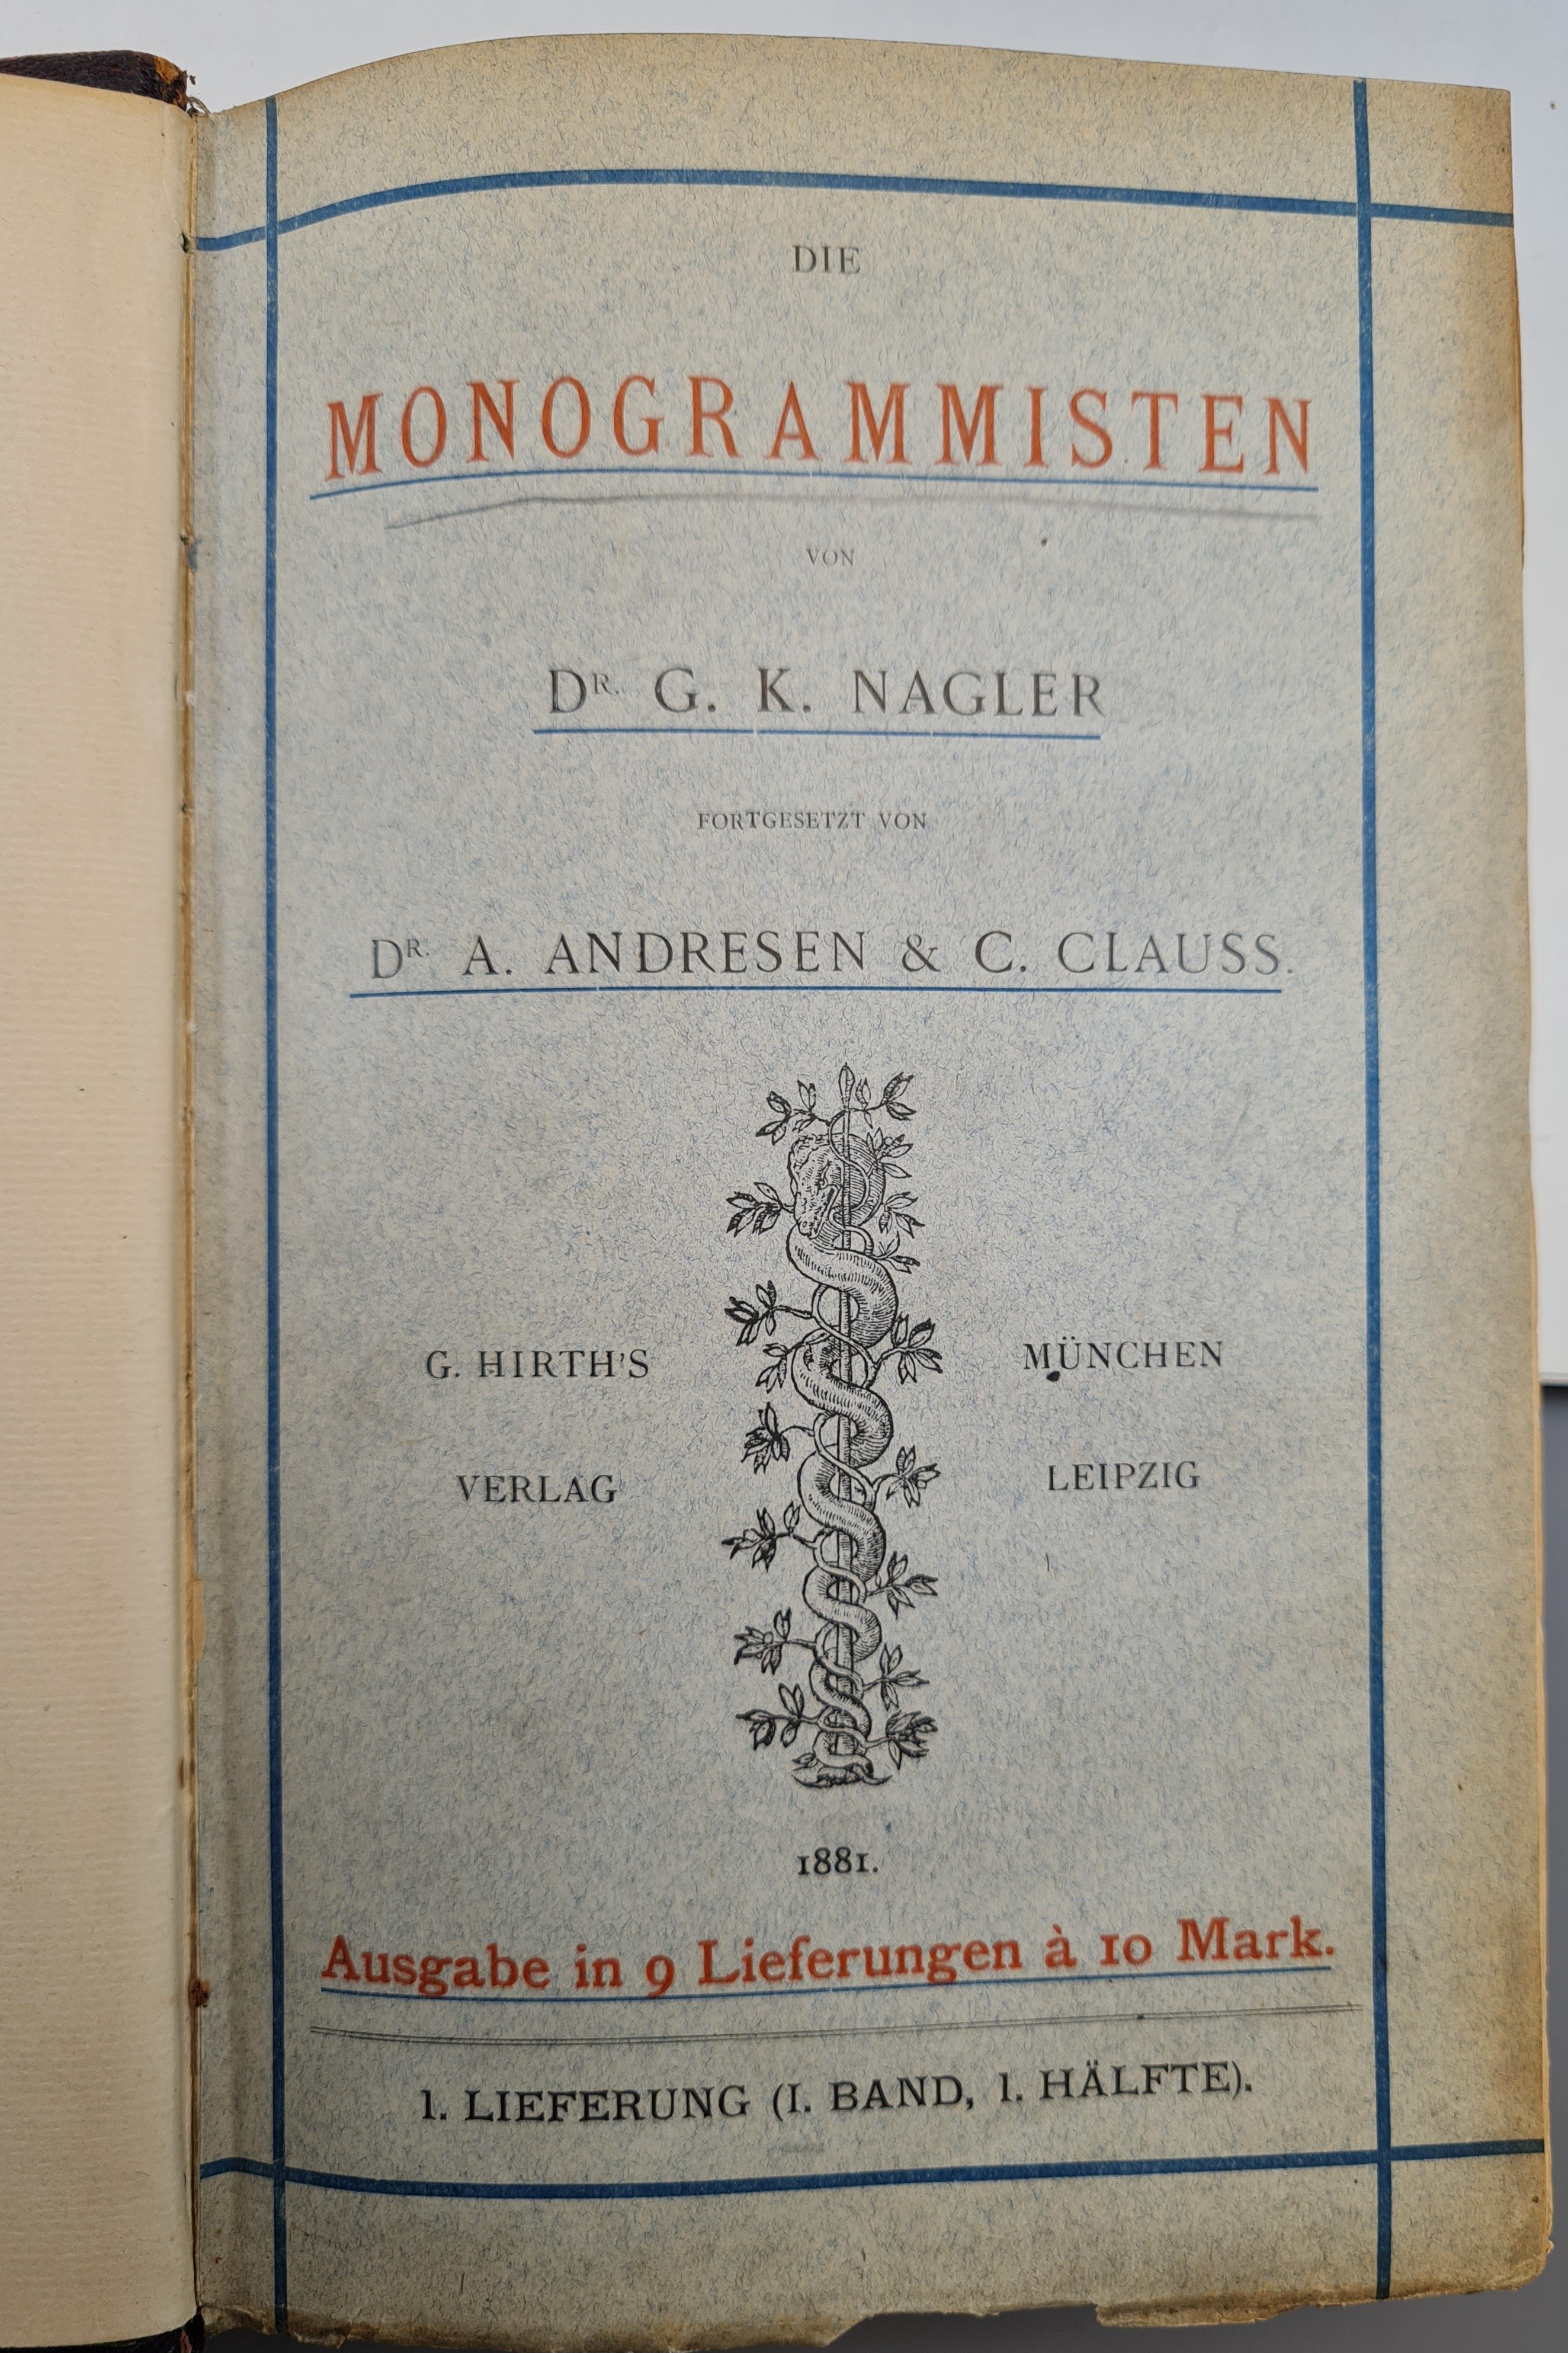 DIE
MONOGRAMMISTEN
VON
DR. G. K. NAGLER
FORTGESETZT VON
DR. A. ANDRESEN & C. CLAUSS.
G. HIRTH'S
VERLAG
MÜNCHEN
LEIPZIG
1881.
Ausgabe in 9 Lieferungen à 10 Mark.
1. LIEFERUNG (I. BAND, 1. HÄLFTE).